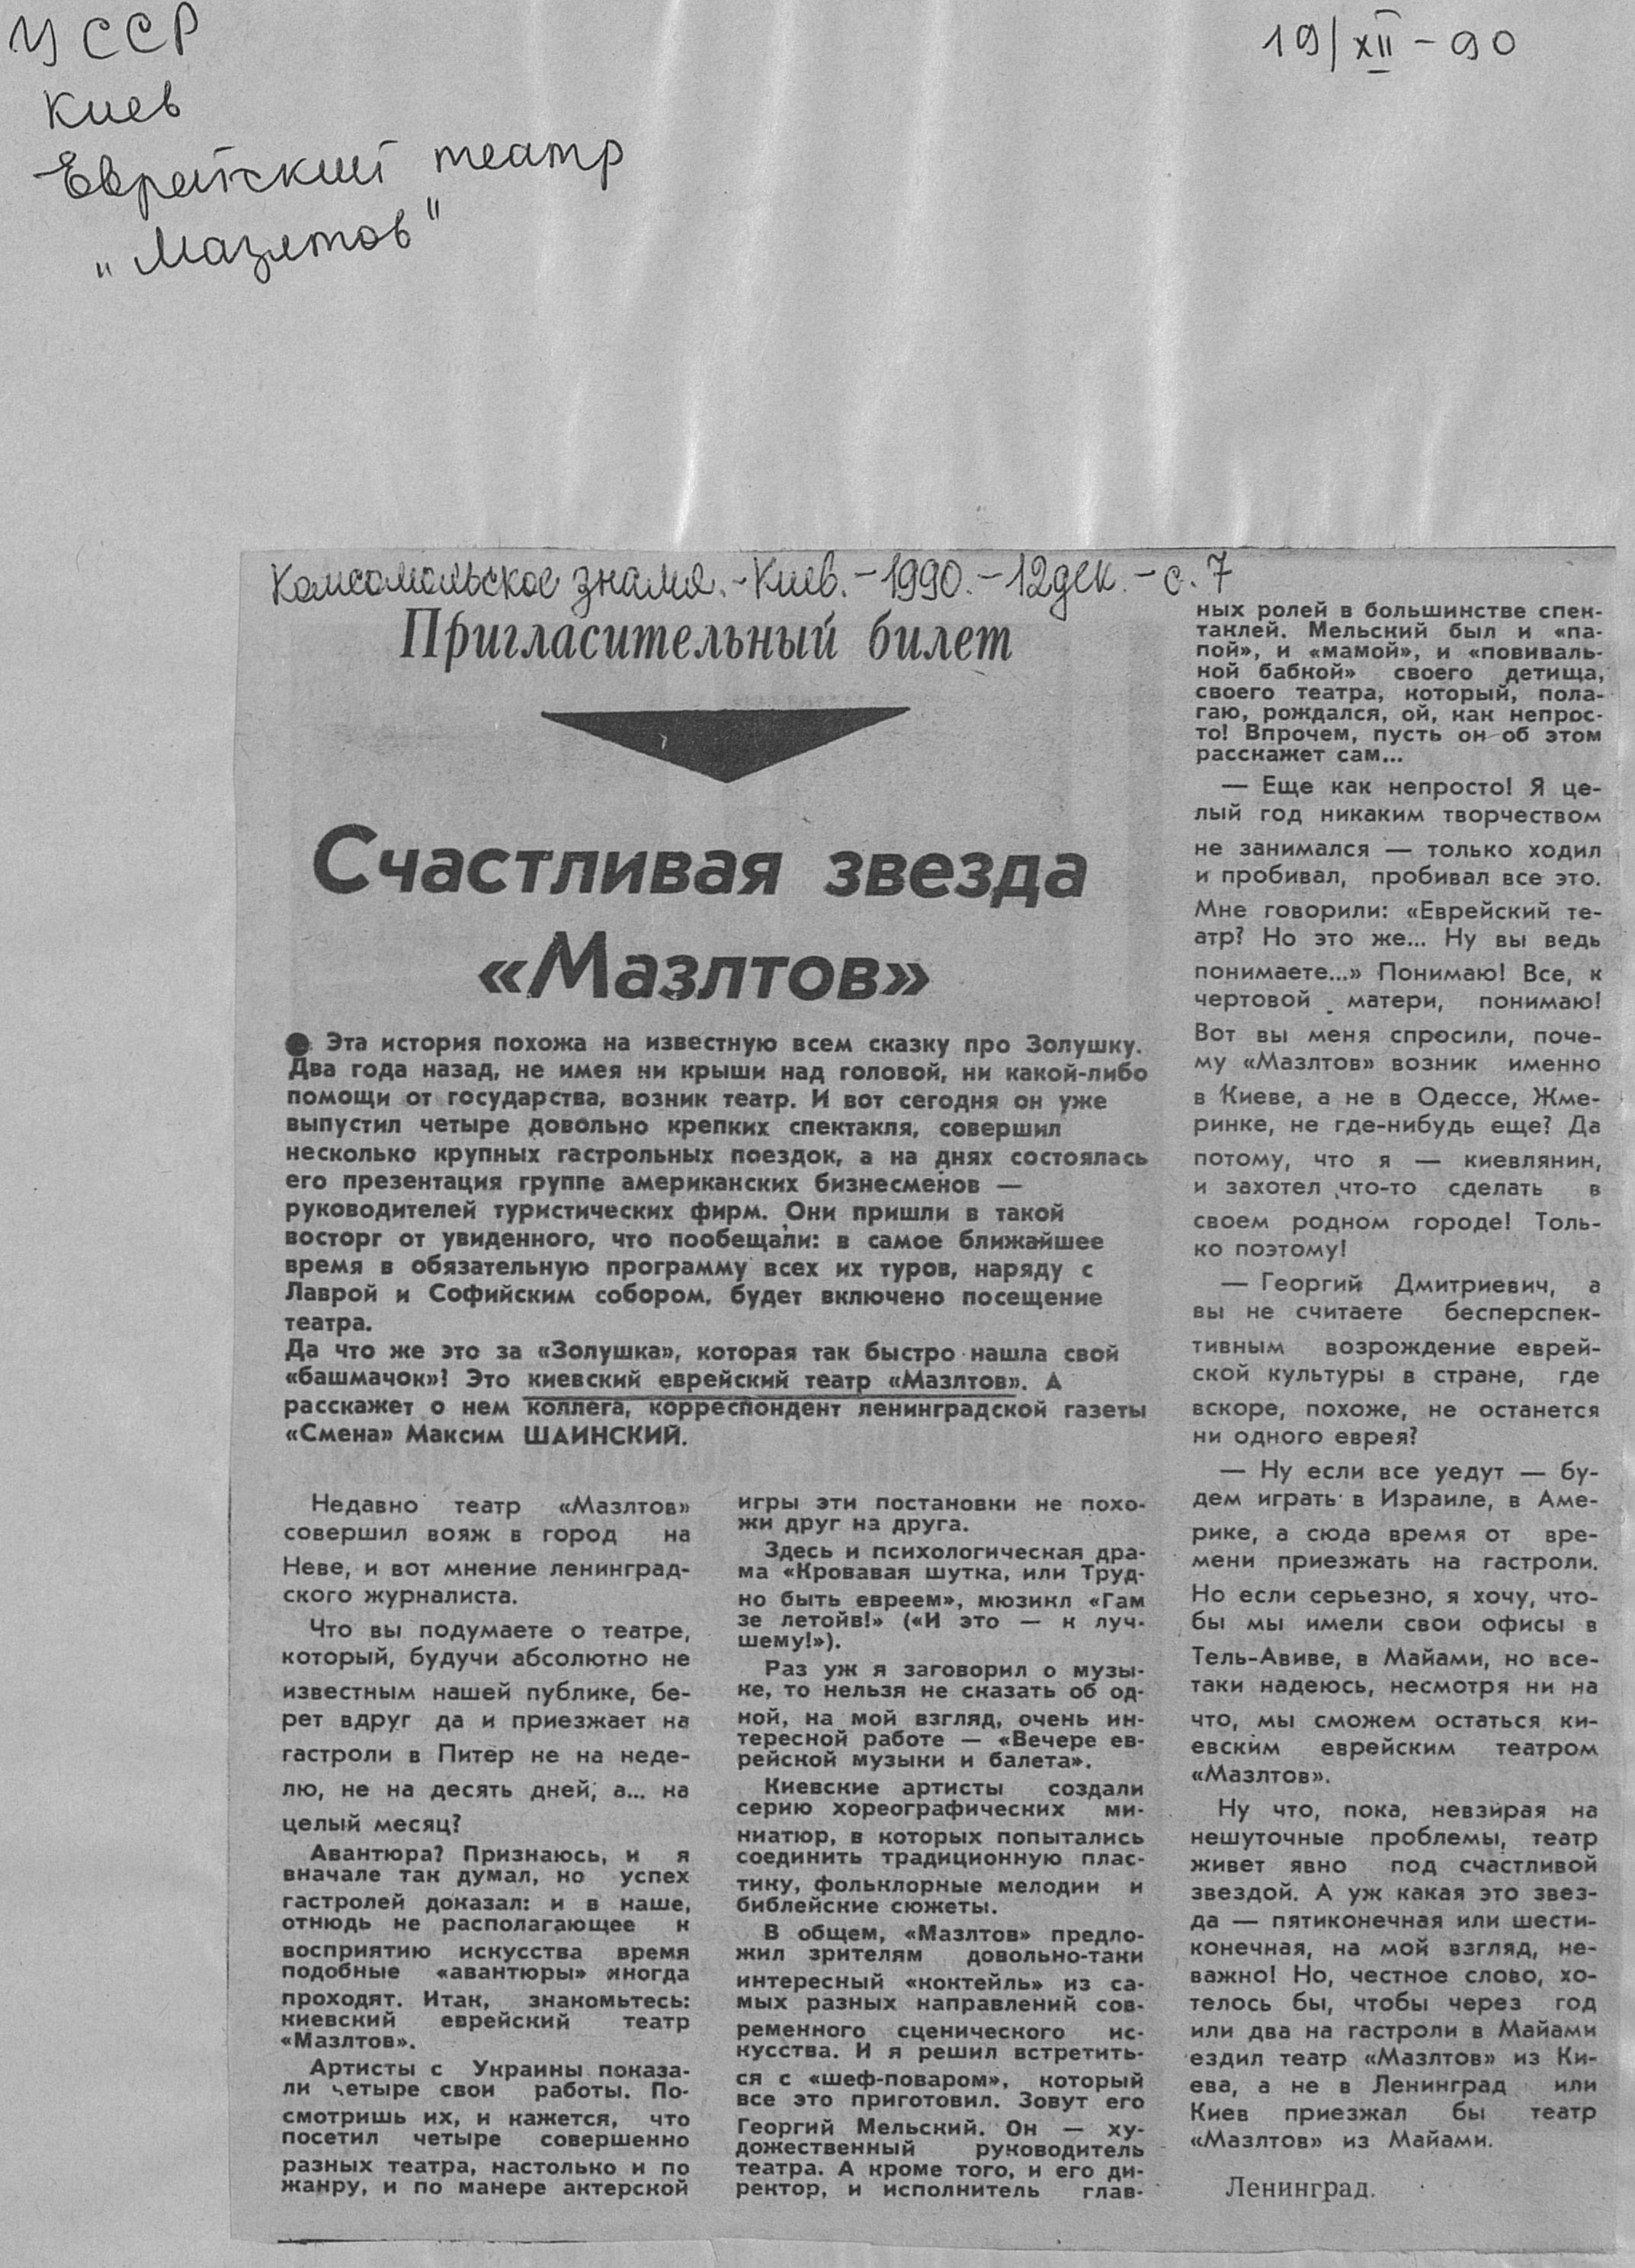 УССР
Киев
Еврейский театр
„Мазлтов"
19/XII-90
Комсомольское знамя.-Киев.-1990.-12дек.-с.7
Пригласительный билет
Счастливая звезда
«Мазлтов»
● Эта история похожа на известную всем сказку про Золушку.
Два года назад, не имея ни крыши над головой, ни какой-либо
помощи от государства, возник театр. И вот сегодня он уже
выпустил четыре довольно крепких спектакля, совершил
несколько крупных гастрольных поездок, а на днях состоялась
его презентация группе американских бизнесменов —
руководителей туристических фирм. Они пришли в такой
восторг от увиденного, что пообещали: в самое ближайшее
время в обязательную программу всех их туров, наряду с
Лаврой и Софийским собором, будет включено посещение
театра.
Да что же это за «Золушка», которая так быстро нашла свой
«башмачок»! Это киевский еврейский театр «Мазлтов». А
расскажет о нем коллега, корреспондент ленинградской газеты
«Смена» Максим ШАИНСКИЙ.
Недавно театр «Мазлтов»
совершил вояж в город на
Неве, и вот мнение ленинград-
ского журналиста.
Что вы подумаете о театре,
который, будучи абсолютно не
известным нашей публике, бе-
рет вдруг да и приезжает на
гастроли в Питер не на неде-
лю, не на десять дней, а... на
целый месяц?
Авантюра? Признаюсь, и я
вначале так думал, но успех
гастролей доказал: и в наше,
отнюдь не располагающее к
восприятию искусства время
подобные «авантюры» иногда
проходят. Итак, знакомьтесь:
киевский еврейский театр
«Мазлтов».
Артисты с Украины показа-
ли четыре свои работы. По-
смотришь их, и кажется, что
посетил четыре совершенно
разных театра, настолько и по
жанру, и по манере актерской
игры эти постановки не похо-
жи друг на друга.
Здесь и психологическая дра-
ма «Кровавая шутка, или Труд-
но быть евреем», мюзикл «Гам
зе летойв!» («И это — к луч-
шему!»).
Раз уж я заговорил о музы-
ке, то нельзя не сказать об од-
ной, на мой взгляд, очень ин-
тересной работе — «Вечере ев-
рейской музыки и балета».
Киевские артисты создали
серию хореографических ми-
ниатюр, в которых попытались
соединить традиционную плас-
тику, фольклорные мелодии и
библейские сюжеты.
В общем, «Мазлтов» предло-
жил зрителям довольно-таки
интересный «коктейль» из са-
мых разных направлений сов-
ременного сценического ис-
кусства. И я решил встретить-
ся с «шеф-поваром», который
все это приготовил. Зовут его
Георгий Мельский. Он — ху-
дожественный руководитель
театра. А кроме того, и его ди-
ректор, и исполнитель глав-
ных ролей в большинстве спек-
таклей. Мельский был и «па-
пой», и «мамой», и «повиваль-
ной бабкой» своего детища,
своего театра, который, пола-
гаю, рождался, ой, как непрос-
то! Впрочем, пусть он об этом
расскажет сам...
— Еще как непросто! Я це-
лый год никаким творчеством
не занимался — только ходил
и пробивал, пробивал все это.
Мне говорили: «Еврейский те-
атр? Но это же... Ну вы ведь
понимаете...» Понимаю! Все, к
чертовой матери, понимаю!
Вот вы меня спросили, поче-
му «Мазлтов» возник именно
в Киеве, а не в Одессе, Жме-
ринке, не где-нибудь еще? Да
потому, что я — киевлянин,
и захотел что-то сделать в
своем родном городе! Толь-
ко поэтому!
— Георгий Дмитриевич, а
вы не считаете бесперспек-
тивным возрождение еврей-
ской культуры в стране, где
вскоре, похоже, не останется
ни одного еврея?
— Ну если все уедут — бу-
дем играть в Израиле, в Аме-
рике, а сюда время от вре-
мени приезжать на гастроли.
Но если серьезно, я хочу, что-
бы мы имели свои офисы в
Тель-Авиве, в Майами, но все-
таки надеюсь, несмотря ни на
что, мы сможем остаться ки-
евским еврейским театром
«Мазлтов».
Ну что, пока, невзирая на
нешуточные проблемы, театр
живет явно под счастливой
звездой. А уж какая это звез-
да — пятиконечная или шести-
конечная, на мой взгляд, не-
важно! Но, честное слово, хо-
телось бы, чтобы через год
или два на гастроли в Майами
ездил театр «Мазлтов» из Ки-
ева, а не в Ленинград или
Киев приезжал бы театр
«Мазлтов» из Майами.
Ленинград.